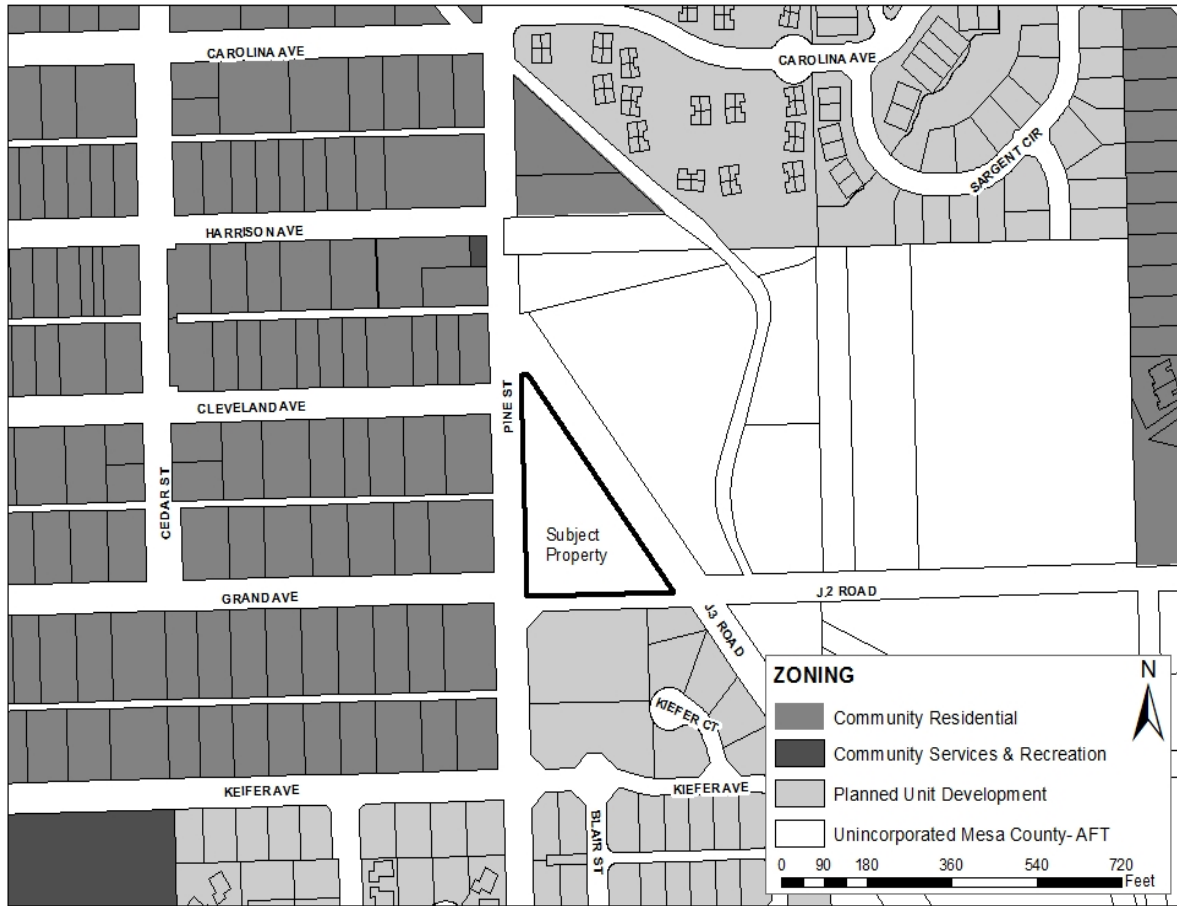 CAROLINA AVE
CAROLINA AVE
SARGENT CIR
HARRISON AVE
PINE ST
CLEVELAND AVE
CEDAR ST
Subject
Property
GRAND AVE
J.2 ROAD
J.3 ROAD
KIEFER CT
KEIFER AVE
KIEFER AVE
BLAIR ST
ZONING
N
Community Residential
Community Services & Recreation
Planned Unit Development
Unincorporated Mesa County- AFT
0 90 180 360 540 720
Feet